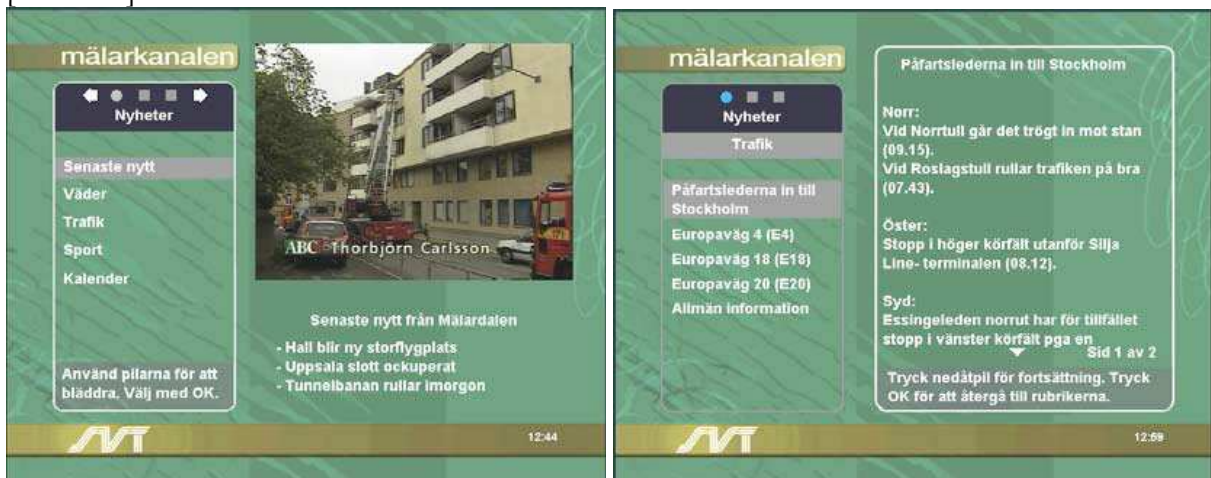 mälarkanalen
Nyheter
Senaste nytt
Väder
Trafik
Sport
Kalender
Använd pilarna för att
bläddra. Välj med OK.
ABC Thorbjörn Carlsson
Senaste nytt från Mälardalen
- Hall blir ny storflygplats
- Uppsala slott ockuperat
- Tunnelbanan rullar imorgon
SVT
12:44
mälarkanalen
Nyheter
Trafik
Påfartslederna in till
Stockholm
Europaväg 4 (E4)
Europaväg 18 (E18)
Europaväg 20 (E20)
Allmän information
Påfartslederna in till Stockholm
Norr:
Vid Norrtull går det trögt in mot stan
(09.15).
Vid Roslagstull rullar trafiken på bra
(07.43).
Öster:
Stopp i höger körfält utanför Silja
Line- terminalen (08.12).
Syd:
Essingeleden norrut har för tillfället
stopp i vänster körfält pga en
Sid 1 av 2
Tryck nedåtpil för fortsättning. Tryck
OK för att återgå till rubrikerna.
SVT
12:59